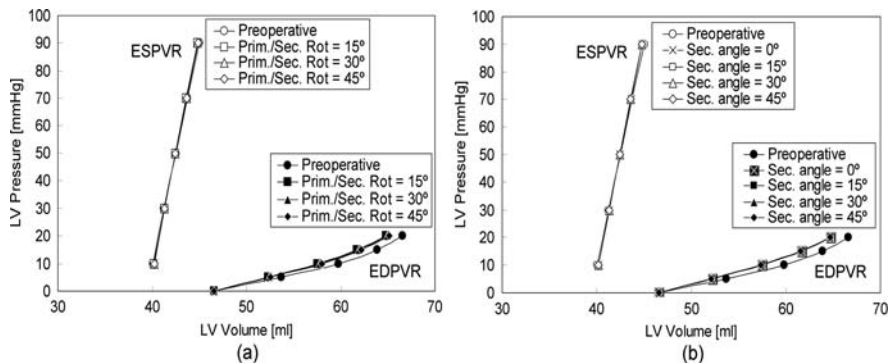 100
90
80
70
60
50
40
30
20
10
0
LV Pressure [mmHg]
ESPVR
Preoperative
Prim./Sec. Rot = 15º
Prim./Sec. Rot = 30º
Prim./Sec. Rot = 45º
Preoperative
Prim./Sec. Rot = 15º
Prim./Sec. Rot = 30º
Prim./Sec. Rot = 45º
EDPVR
30 40 50 60 70
LV Volume [ml]
(a)
100
90
80
70
60
50
40
30
20
10
0
LV Pressure [mmHg]
ESPVR
Preoperative
Sec. angle = 0º
Sec. angle = 15º
Sec. angle = 30º
Sec. angle = 45º
Preoperative
Sec. angle = 0º
Sec. angle = 15º
Sec. angle = 30º
Sec. angle = 45º
EDPVR
30 40 50 60 70
LV Volume [ml]
(b)